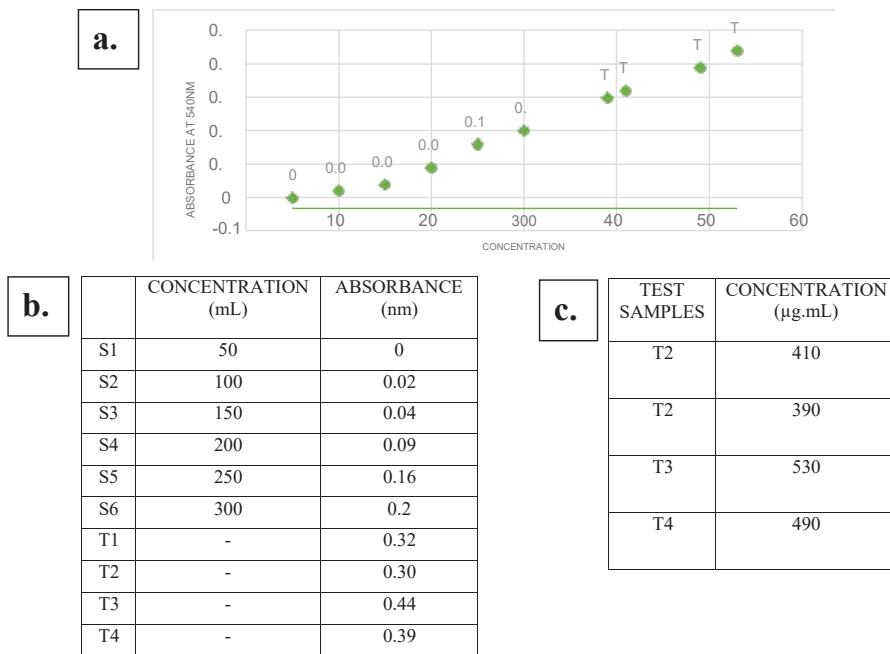 a.
ABSORBANCE AT 540NM
0.
0.
0.
0.
0.
0
-0.1
0
0.0
0.0
0.0
0.1
0.
T
T
T
T
10
20
300
40
50
60
CONCENTRATION
b.
CONCENTRATION (mL) ABSORBANCE (nm)
S1 50 0
S2 100 0.02
S3 150 0.04
S4 200 0.09
S5 250 0.16
S6 300 0.2
T1 - 0.32
T2 - 0.30
T3 - 0.44
T4 - 0.39
c.
TEST SAMPLES CONCENTRATION (µg.mL)
T2 410
T2 390
T3 530
T4 490